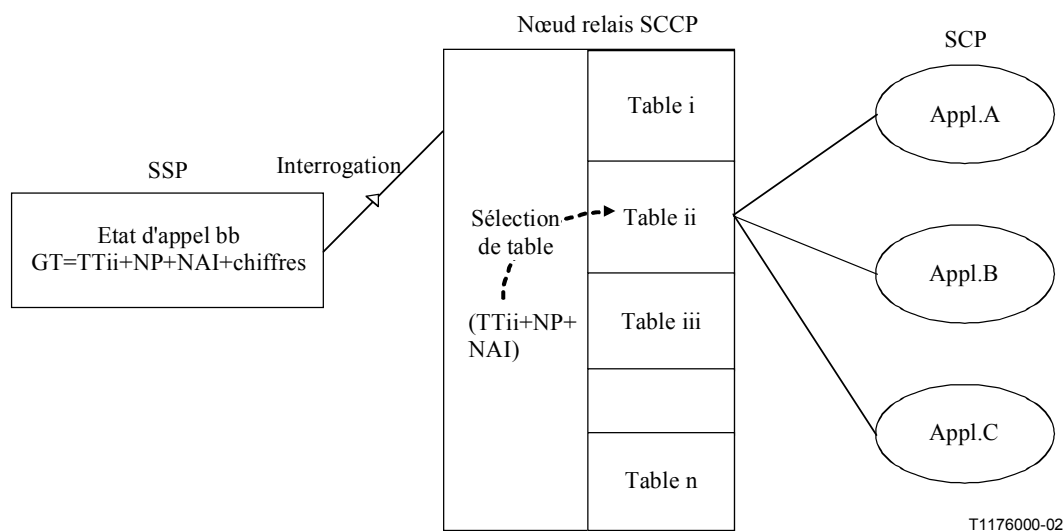 Nœud relais SCCP
SCP
SSP
Interrogation
Etat d'appel bb
GT=TTii+NP+NAI+chiffres
Sélection
de table
(TTii+NP+
NAI)
Table i
Table ii
Table iii
Table n
Appl.A
Appl.B
Appl.C
T1176000-02